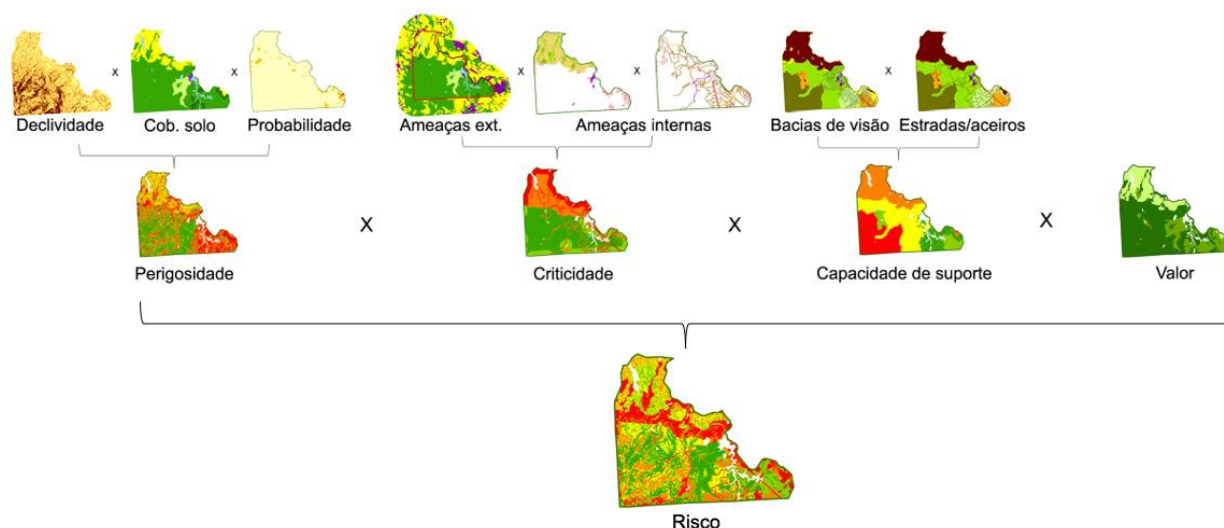 x x x x x
Declividade Cob. solo Probabilidade Ameaças ext. Ameaças internas Bacias de visão Estradas/aceiros
X X X
Perigosidade Criticidade Capacidade de suporte Valor
Risco